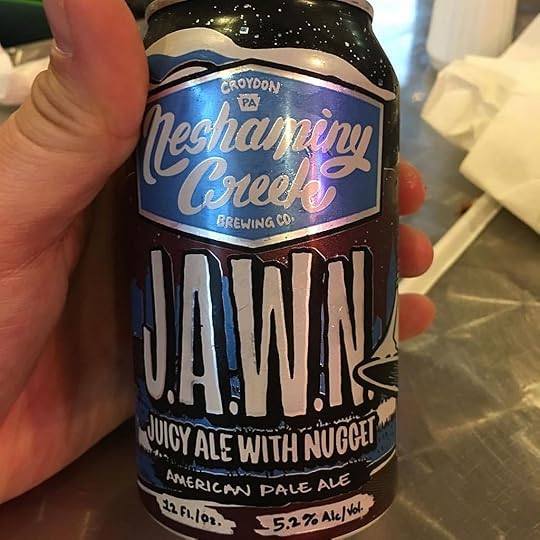 CROYDON
PA
Neshaminy
Creek
BREWING CO.
J.A.W.N.
JUICY ALE WITH NUGGET
AMERICAN PALE ALE
12 Fl./Oz.
5.2% Alc/Vol.